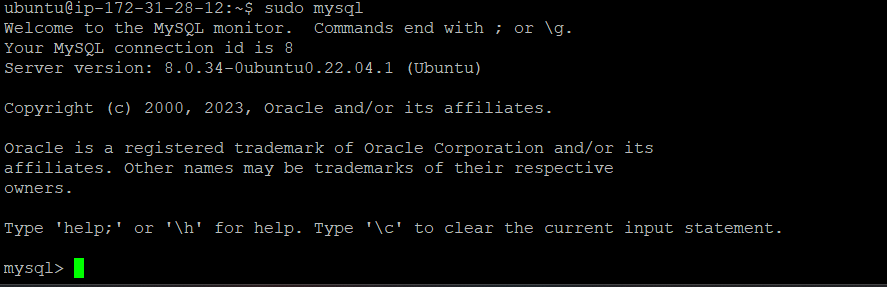 ubuntu@ip-172-31-28-12:~$ sudo mysql
Welcome to the MySQL monitor.  Commands end with ; or \g.
Your MySQL connection id is 8
Server version: 8.0.34-0ubuntu0.22.04.1 (Ubuntu)
Copyright (c) 2000, 2023, Oracle and/or its affiliates.
Oracle is a registered trademark of Oracle Corporation and/or its
affiliates. Other names may be trademarks of their respective
owners.
Type 'help;' or '\h' for help. Type '\c' to clear the current input statement.
mysql>